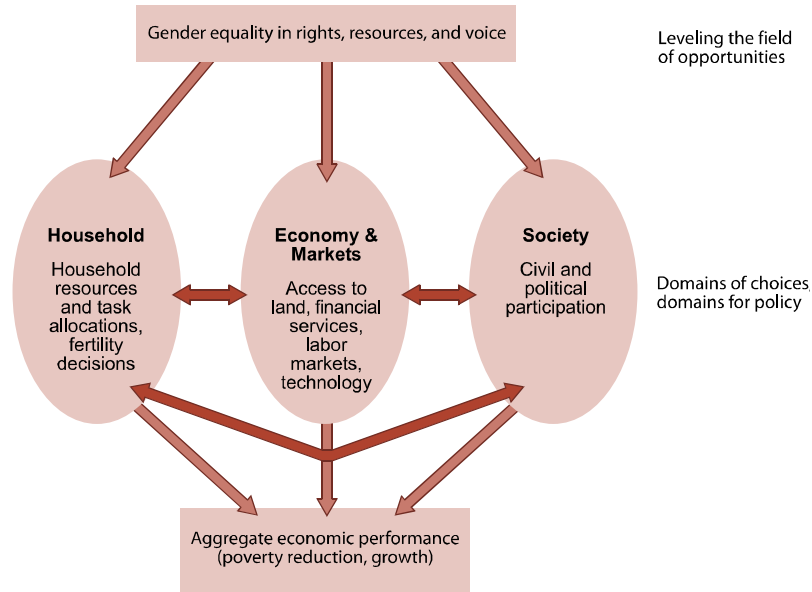 Gender equality in rights, resources, and voice
Leveling the field
of opportunities
Household
Household
resources
and task
allocations,
fertility
decisions
Economy &
Markets
Access to
land, financial
services,
labor
markets,
technology
Society
Civil and
political
participation
Domains of choices,
domains for policy
Aggregate economic performance
(poverty reduction, growth)